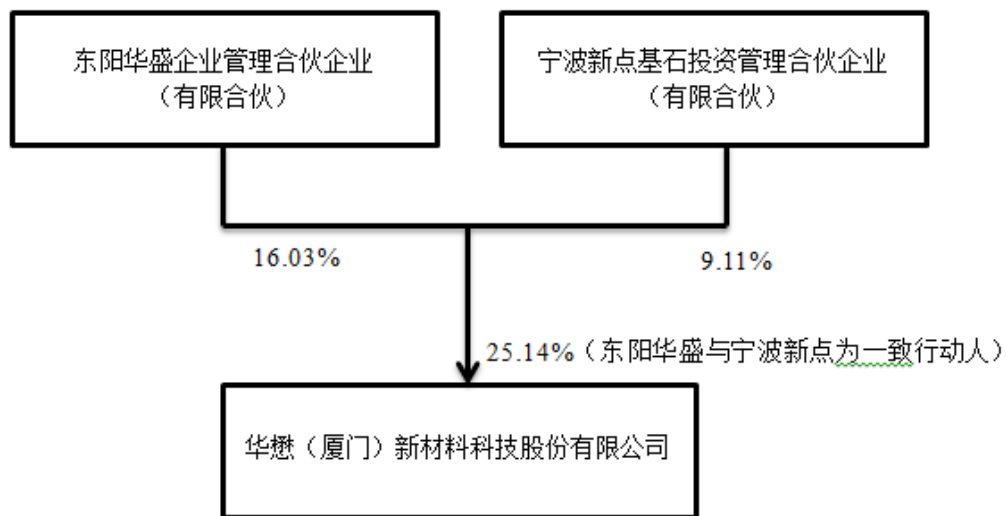 东阳华盛企业管理合伙企业
（有限合伙）
宁波新点基石投资管理合伙企业
（有限合伙）
16.03%
9.11%
25.14%（东阳华盛与宁波新点为一致行动人）
华懋（厦门）新材料科技股份有限公司